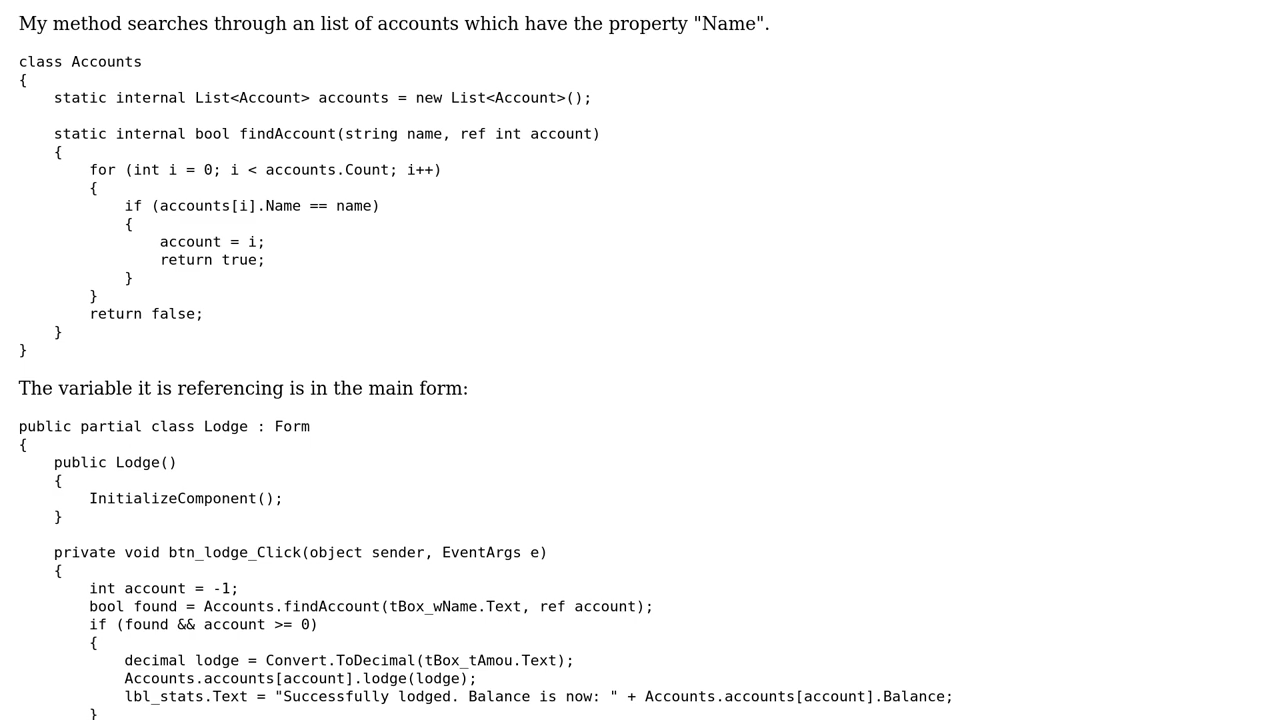 My method searches through an list of accounts which have the property "Name".
class Accounts
{
    static internal List<Account> accounts = new List<Account>();

    static internal bool findAccount(string name, ref int account)
    {
        for (int i = 0; i < accounts.Count; i++)
        {
            if (accounts[i].Name == name)
            {
                account = i;
                return true;
            }
        }
        return false;
    }
}
The variable it is referencing is in the main form:
public partial class Lodge : Form
{
    public Lodge()
    {
        InitializeComponent();
    }

    private void btn_lodge_Click(object sender, EventArgs e)
    {
        int account = -1;
        bool found = Accounts.findAccount(tBox_wName.Text, ref account);
        if (found && account >= 0)
        {
            decimal lodge = Convert.ToDecimal(tBox_tAmou.Text);
            Accounts.accounts[account].lodge(lodge);
            lbl_stats.Text = "Successfully lodged. Balance is now: " + Accounts.accounts[account].Balance;
        }